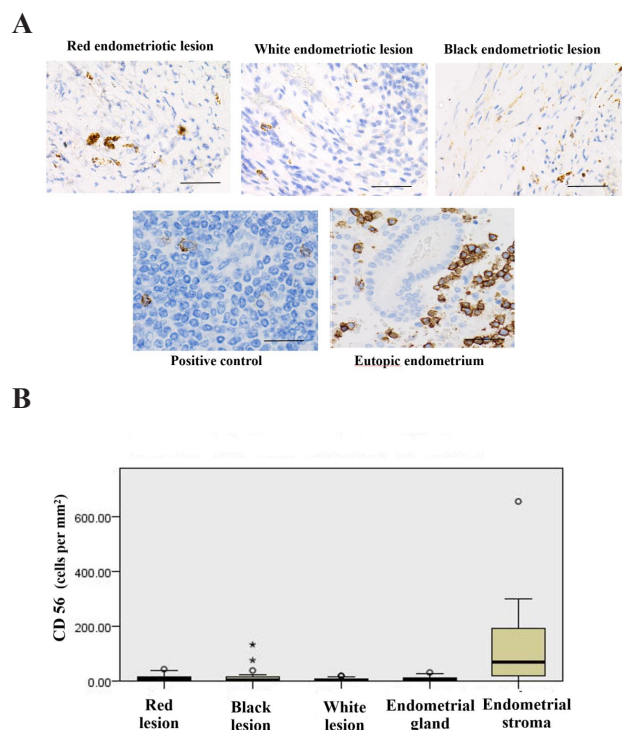 A
Red endometriotic lesion White endometriotic lesion Black endometriotic lesion
Positive control Eutopic endometrium
B
CD 56 (cells per mm²)
600.00
400.00
200.00
0.00
Red lesion
Black lesion
White lesion
Endometrial gland
Endometrial stroma